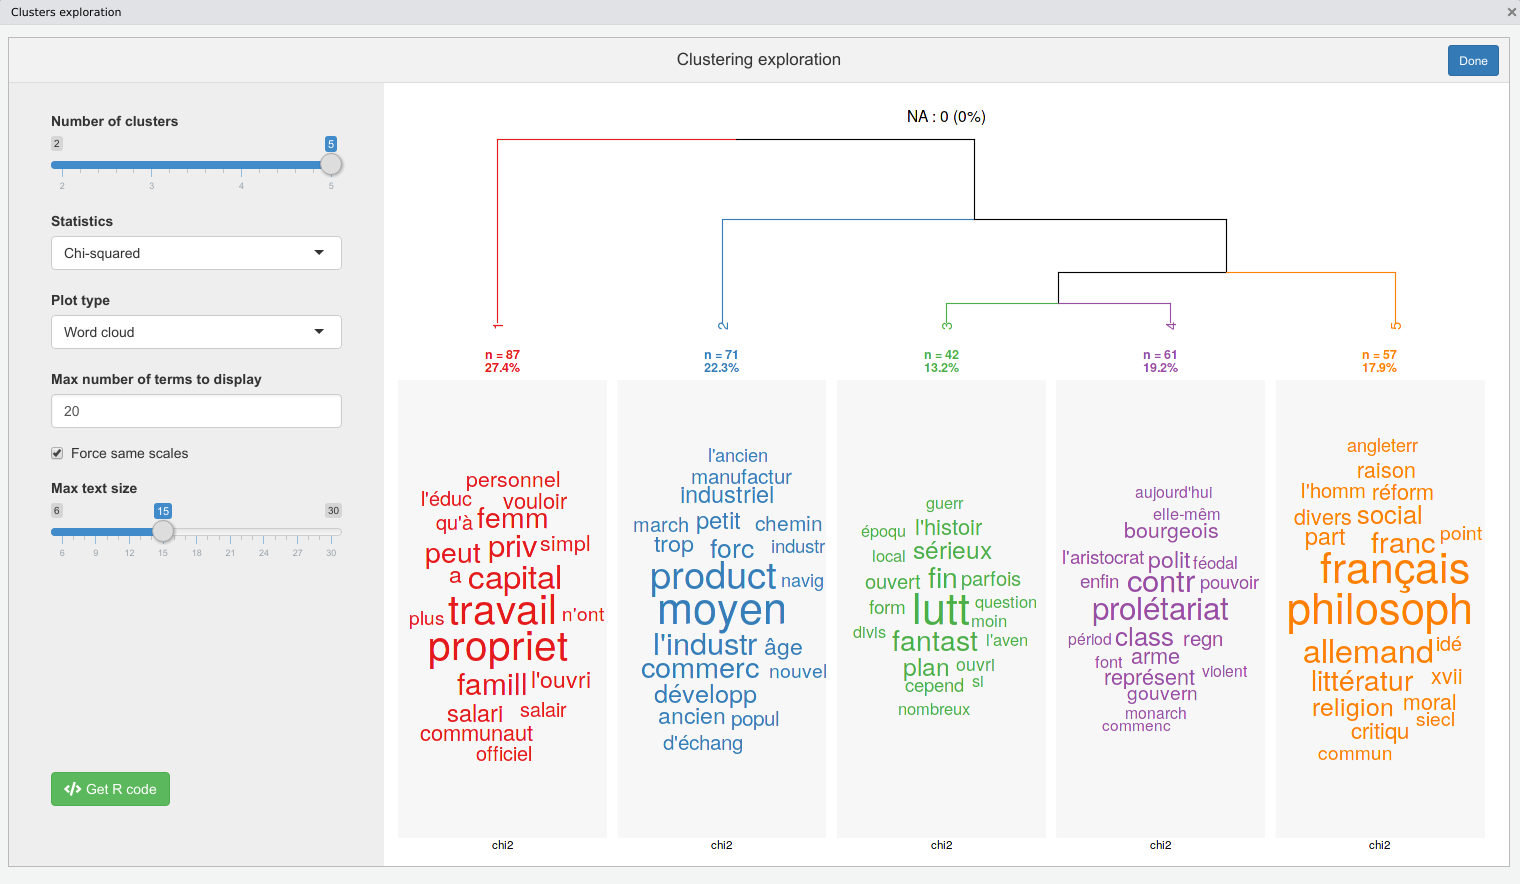 Clusters exploration
Clustering exploration
Done
Number of clusters
2 5
2 3 4 5
Statistics
Chi-squared
Plot type
Word cloud
Max number of terms to display
20
Force same scales
Max text size
6 15 30
6 9 12 15 18 21 24 27 30
Get R code
NA : 0 (0%)
1 2 3 4 5
n = 87
27.4%
n = 71
22.3%
n = 42
13.2%
n = 61
19.2%
n = 57
17.9%
personnel
l'éduc vouloir
qu'à femm
peut priv simpl
a capital
plus travail n'ont
propriet
famill l'ouvri
salari salair
communaut
officiel
chi2
l'ancien
manufactur
industriel
march petit chemin
trop forc industr
product navig
moyen
l'industr âge
commerc nouvel
développ
ancien popul
d'échang
chi2
guerr
époqu l'histoir
local sérieux
ouvert fin parfois
form lutt question
moin
divis fantast l'aven
plan ouvri
cepend si
nombreux
chi2
aujourd'hui
elle-mêm
bourgeois
l'aristocrat polit féodal
enfin contr pouvoir
prolétariat
périod class regn
font arme
représent violent
gouvern
monarch
commenc
chi2
angleterr
raison
l'homm réform
divers social
part franc point
français
philosoph
allemand idé
littératur xvii
religion moral
critiqu siecl
commun
chi2